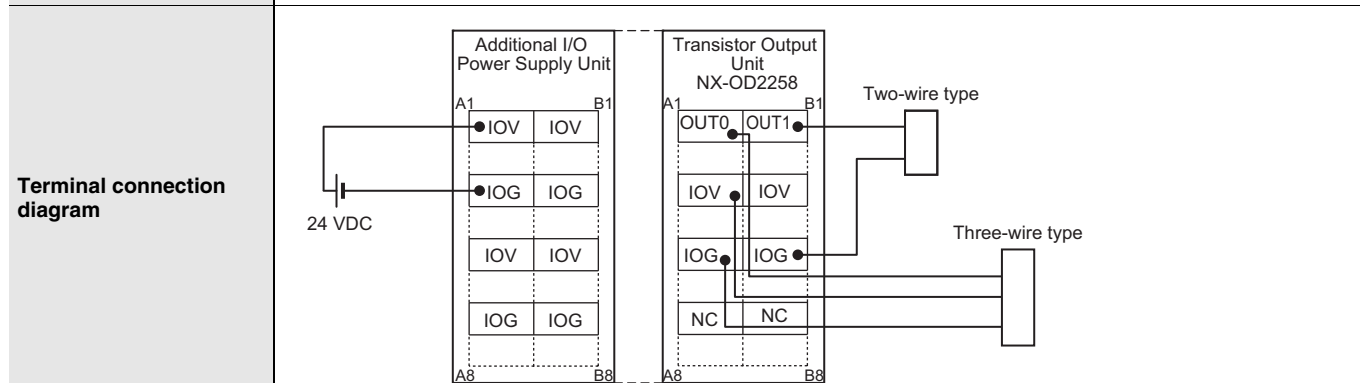 Terminal connection
diagram
Additional I/O
Power Supply Unit
A1 B1
IOV IOV
IOG IOG
IOV IOV
IOG IOG
A8 B8
24 VDC
Transistor Output
Unit
NX-OD2258
A1 B1
OUT0 OUT1
IOV IOV
IOG IOG
NC NC
A8 B8
Two-wire type
Three-wire type